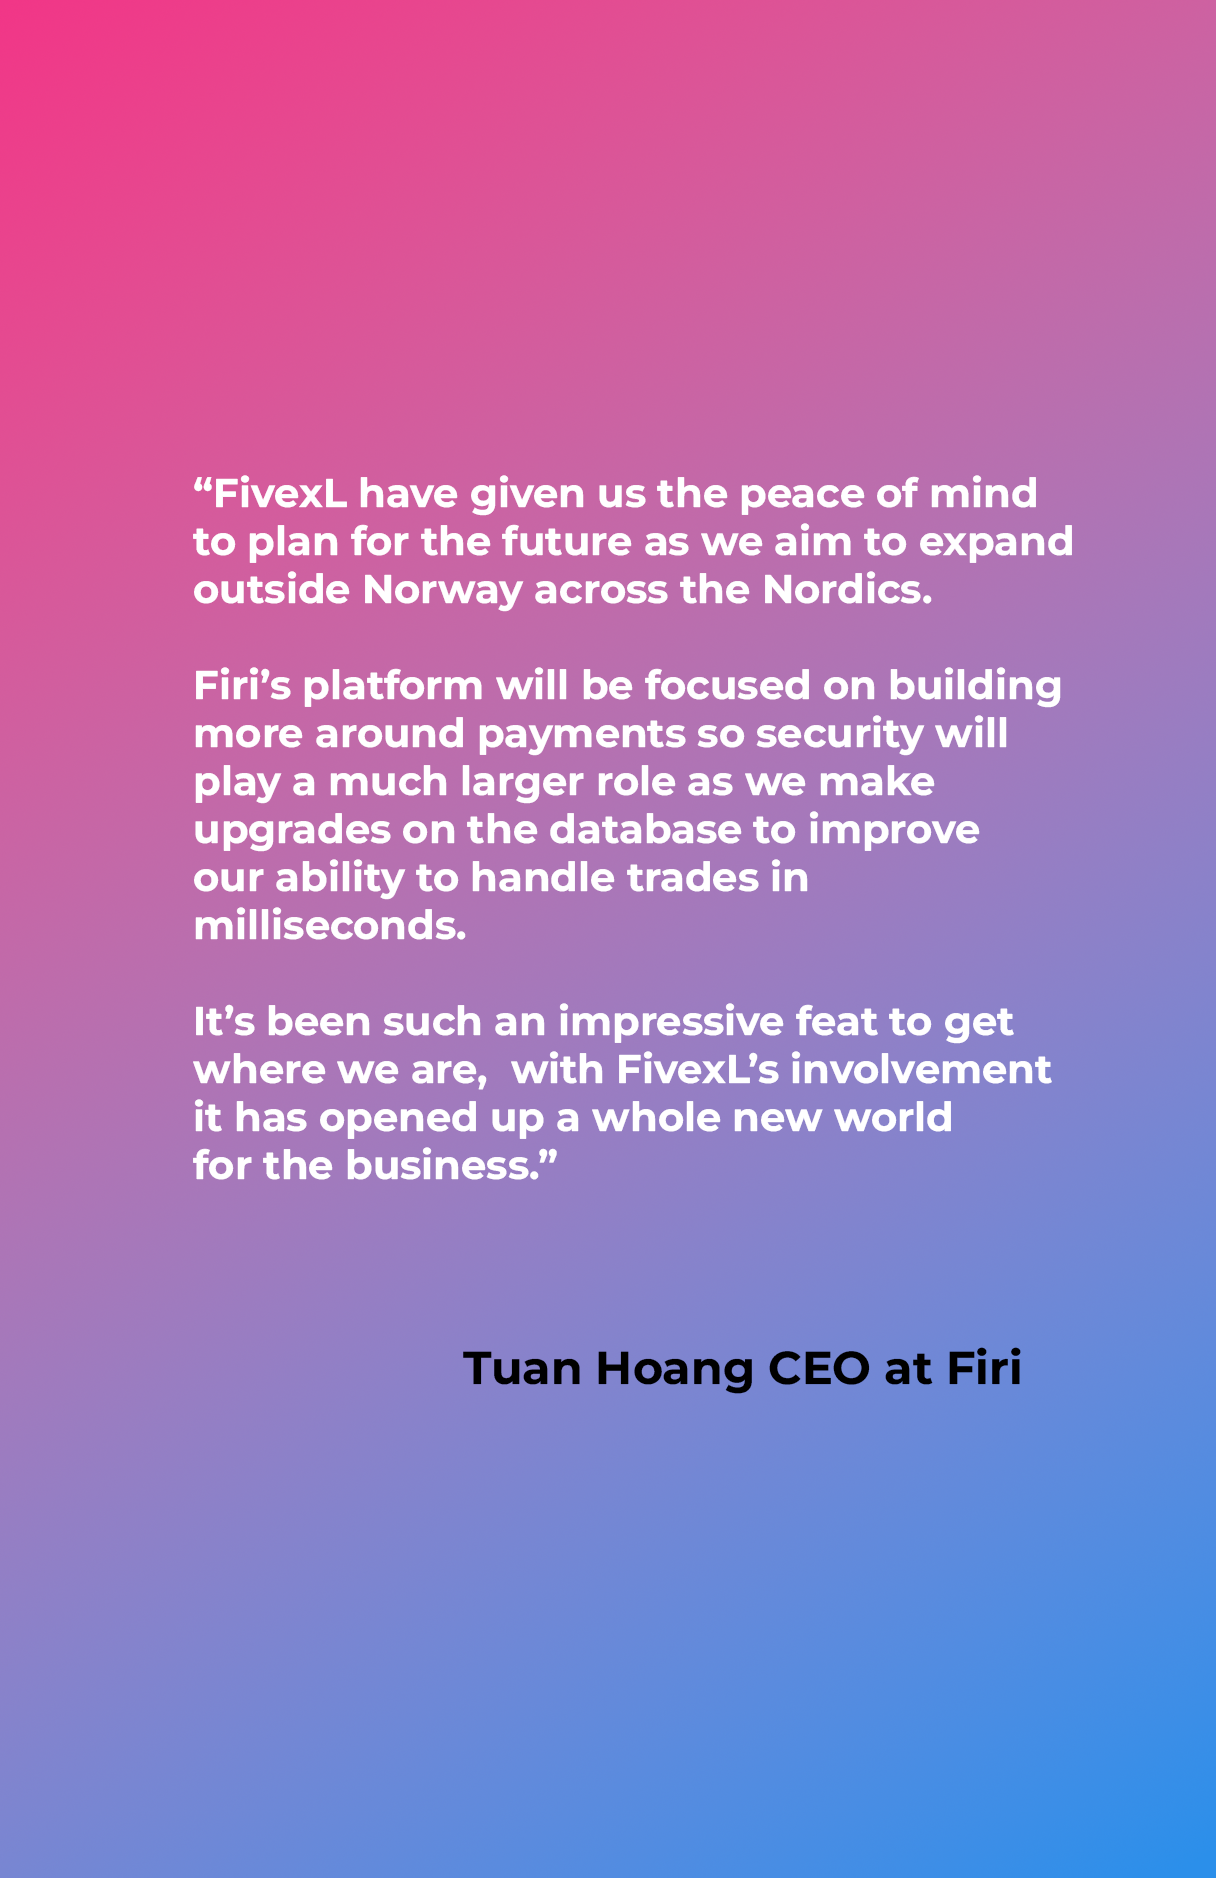 “FivexL have given us the peace of mind
to plan for the future as we aim to expand
outside Norway across the Nordics.
Firi’s platform will be focused on building
more around payments so security will
play a much larger role as we make
upgrades on the database to improve
our ability to handle trades in
milliseconds.
It’s been such an impressive feat to get
where we are,  with FivexL’s involvement
it has opened up a whole new world
for the business.”
Tuan Hoang CEO at Firi